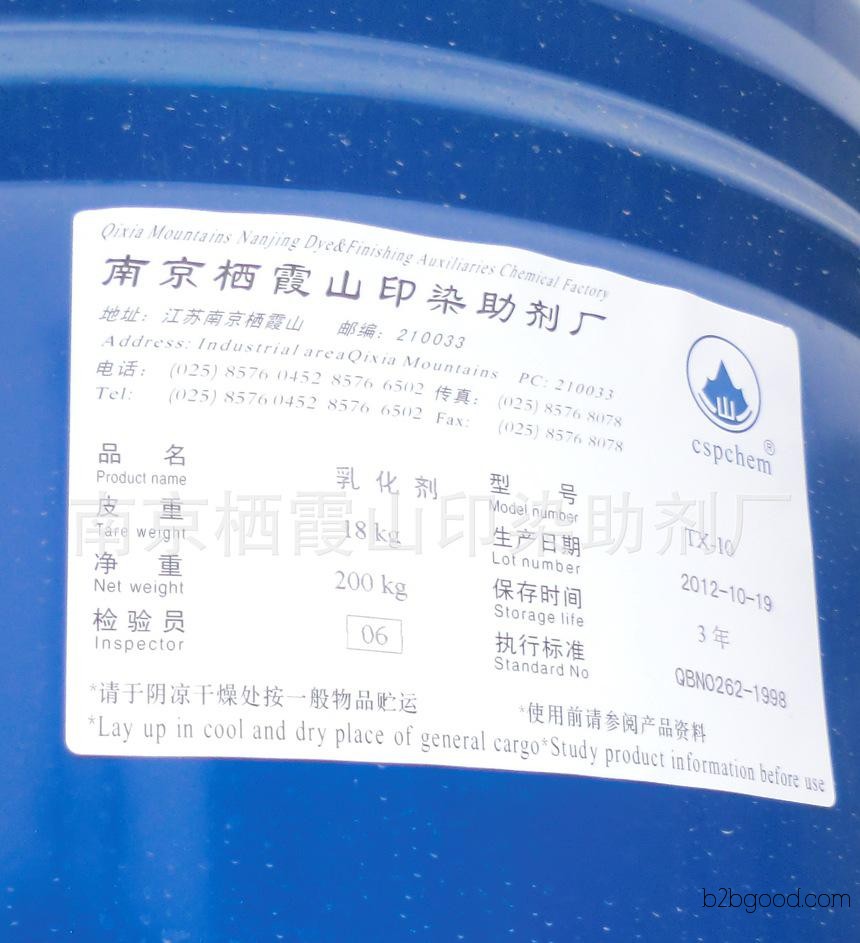 Qixia Mountains Nanjing Dye&Finishing Auxiliaries Chemical Factory
南京栖霞山印染助剂厂
地址：江苏南京栖霞山 邮编：210033
Address: Industrial areaQixia Mountains PC: 210033
电话： (025) 8576 0452 8576 6502 传真： (025) 8576 8078
Tel: (025) 8576 0452 8576 6502 Fax: (025) 8576 8078
cspchem®
品名 乳化剂 型号
Product name Model number TX-10
南京栖霞山印染助剂厂
皮重 18 kg 生产日期
Tare weight Lot number 2012-10-19
净重 200 kg 保存时间
Net weight Storage life 3 年
检验员 06 执行标准
Inspector Standard No QBN0262-1998
*请于阴凉干燥处按一般物品贮运 *使用前请参阅产品资料
*Lay up in cool and dry place of general cargo*Study product information before use
b2bgood.com